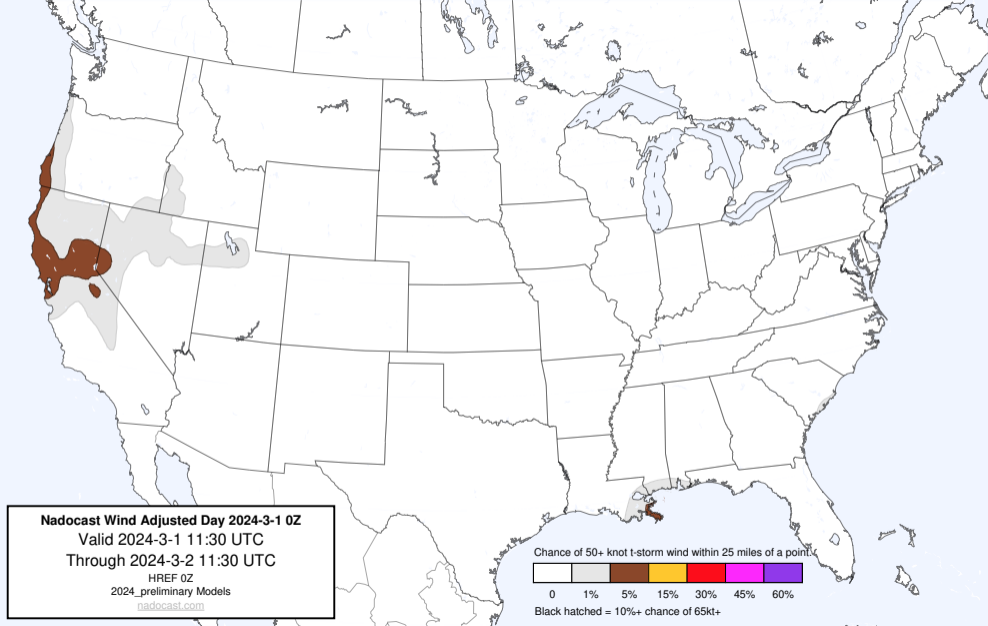 Nadocast Wind Adjusted Day 2024-3-1 0Z
Valid 2024-3-1 11:30 UTC
Through 2024-3-2 11:30 UTC
HREF 0Z
2024_preliminary Models
nadocast.com
Chance of 50+ knot t-storm wind within 25 miles of a point.
0 1% 5% 15% 30% 45% 60%
Black hatched = 10%+ chance of 65kt+